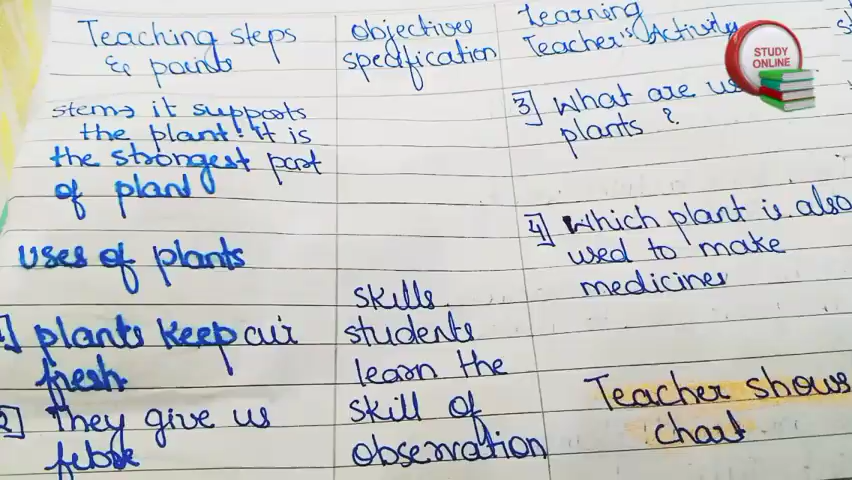 Teaching steps
& points
stem→ it supports
the plant! it is
the strongest part
of plant
uses of plants
plants keep air
fresh
2] They give us
febre
objectives
specification
skills
students
learn the
skill of
observation
Learning
Teacher's Activity
3] What are us
plants ?
4] Which plant is also
used to make
medicines
Teacher shows
chart
STUDY
ONLINE